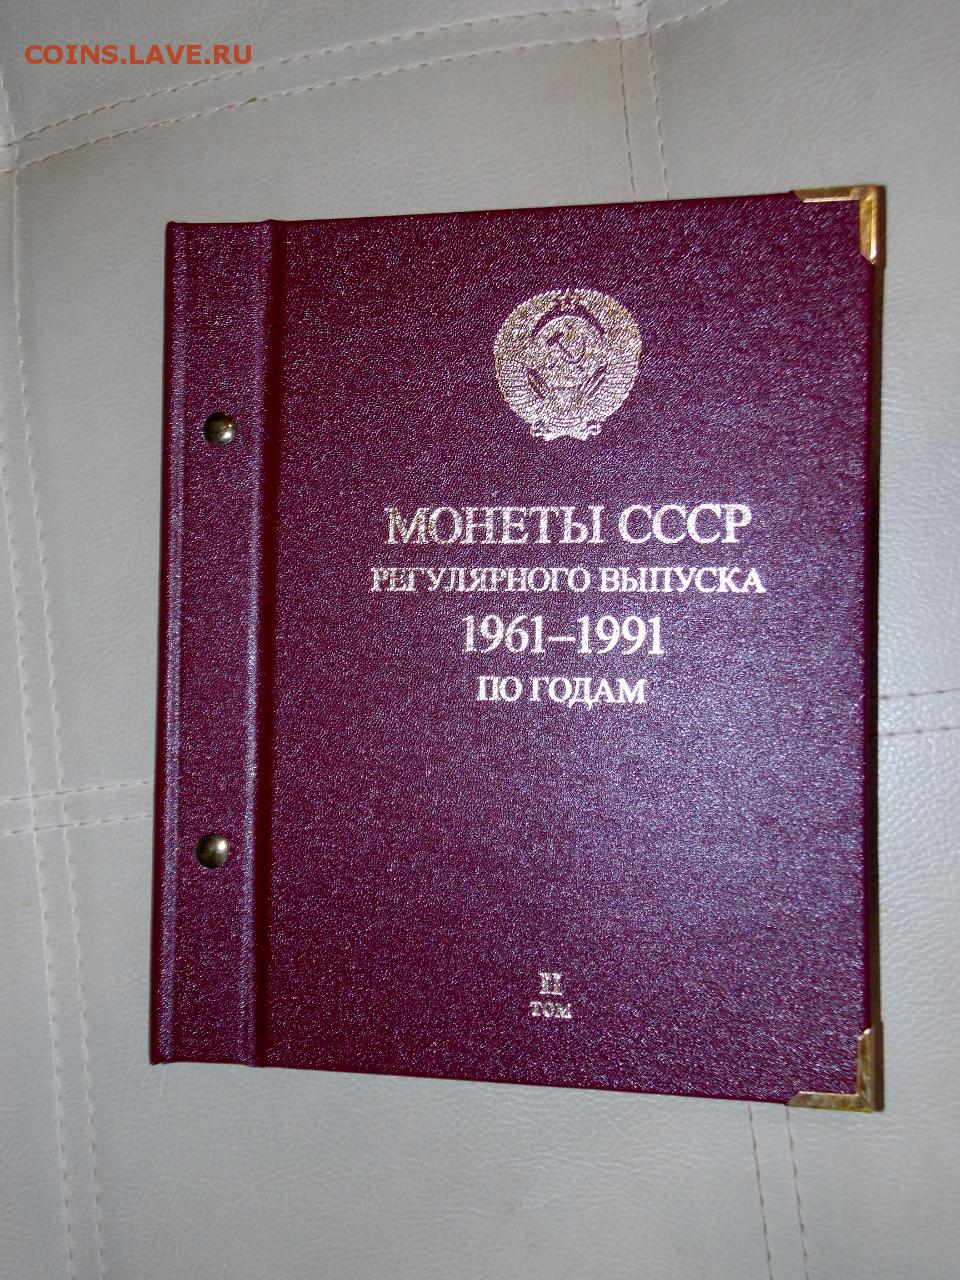 COINS.LAVE.RU
МОНЕТЫ СССР
РЕГУЛЯРНОГО ВЫПУСКА
1961–1991
ПО ГОДАМ
II
ТОМ